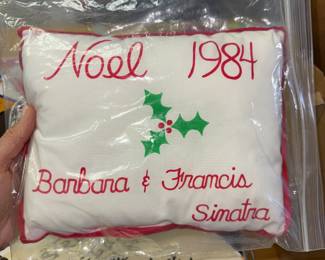 Noel 1984
Barbara & Francis
Sinatra